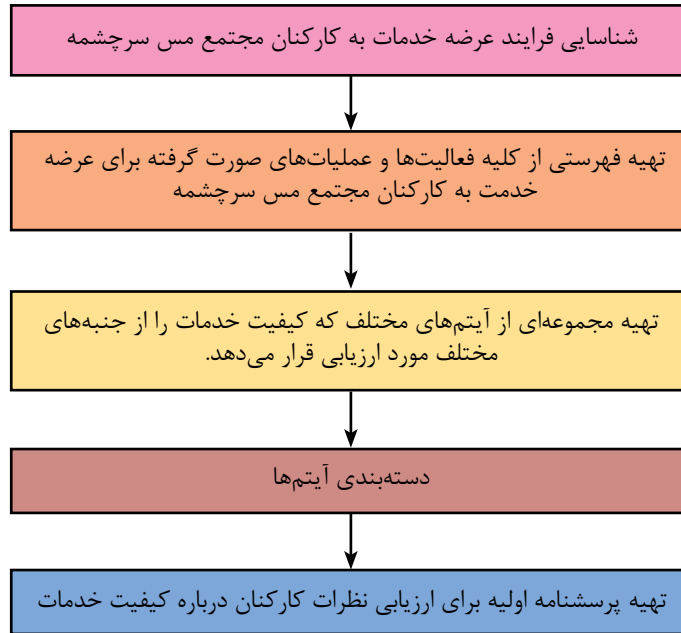 شناسایی فرایند عرضه خدمات به کارکنان مجتمع مس سرچشمه
تهیه فهرستی از کلیه فعالیت‌ها و عملیات‌های صورت گرفته برای عرضه
خدمت به کارکنان مجتمع مس سرچشمه
تهیه مجموعه‌ای از آیتم‌های مختلف که کیفیت خدمات را از جنبه‌های
مختلف مورد ارزیابی قرار می‌دهد.
دسته‌بندی آیتم‌ها
تهیه پرسشنامه اولیه برای ارزیابی نظرات کارکنان درباره کیفیت خدمات